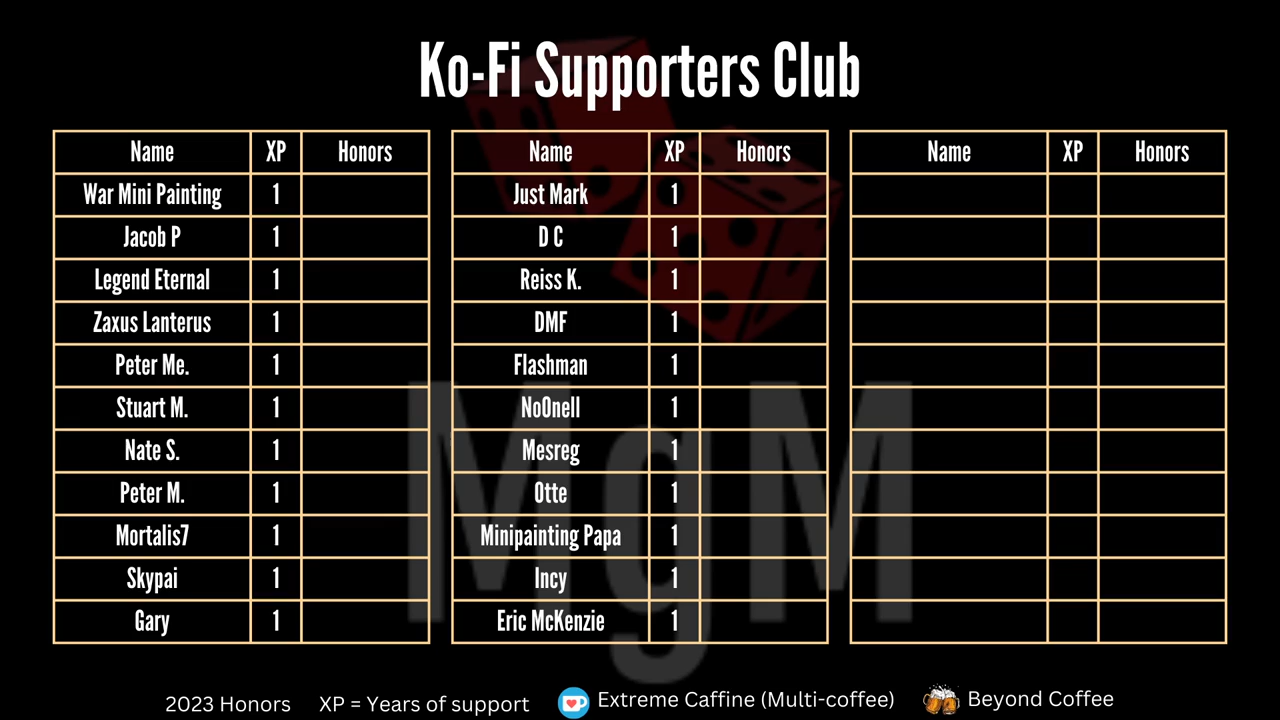 Ko-Fi Supporters Club
Name XP Honors
War Mini Painting 1
Jacob P 1
Legend Eternal 1
Zaxus Lanterus 1
Peter Me. 1
Stuart M. 1
Nate S. 1
Peter M. 1
Mortalis7 1
Skypai 1
Gary 1
Name XP Honors
Just Mark 1
D C 1
Reiss K. 1
DMF 1
Flashman 1
No0nell 1
Mesreg 1
Otte 1
Minipainting Papa 1
Incy 1
Eric McKenzie 1
Name XP Honors
MgM
2023 Honors XP = Years of support Extreme Caffine (Multi-coffee) Beyond Coffee